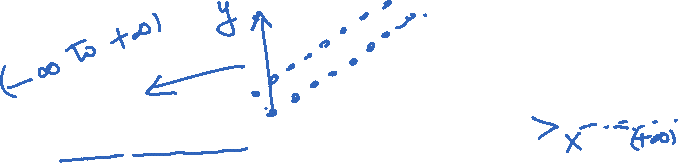 (-∞ to +∞)
y
x
(+∞)